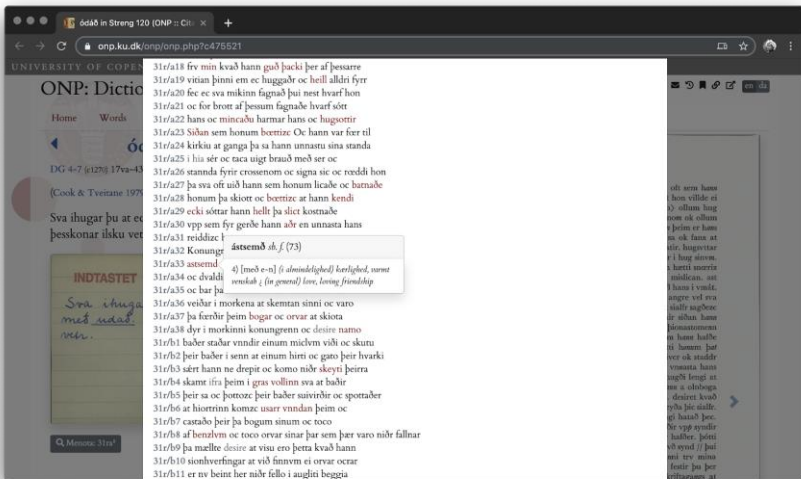 ódáð in Streng 120 (ONP :: Cit
onp.ku.dk/onp/onp.php?c475521
UNIVERSITY OF COPEN
ONP: Dictio
en da
Home Words
DG 4-7
17va-43
(Cook & Tveitane 1979
Sva ihugar þu at
þesskonar ilsku ver
INDTASTET
Sva ihuga
með udað.
verr.
Menota: 31ra
31r/a18 frv min kvað hann guð þacki þer af þessarre
31r/a19 vitian þinni em ec huggaðr oc heill alldri fyrr
31r/a20 fec ec sva mikinn fagnað þui nest hvarf hon
31r/a21 oc for brott af þessum fagnaðe hvarf sótt
31r/a22 hans oc mincaðu harmar hans oc hugsottir
31r/a23 Siðan sem honum bœttizc Oc hann var fœr til
31r/a24 kirkiu at ganga þa sa hann unnastu sina standa
31r/a25 i hia sér oc taca uigt brauð með ser oc
31r/a26 stannda fyrir crossenom oc signa sic oc rœddi hon
31r/a27 þa sva oft uið hann sem honum licaðe oc batnaðe
31r/a28 honum þa skiott oc bœttizc at hann kendi
31r/a29 ecki sóttar hann hellt þa slict kostnaðe
31r/a30 vpp sem fyr gerðe hann aðr en unnasta hans
31r/a31 reiddizc
31r/a32 Konungr
31r/a33 astsemd
31r/a34 oc dvaldi
31r/a35 oc bar þa
ástsemð sb. f. (73)
4) [með e-n] (i almindelighed) kærlighed, varmt
venskab ¿ (in general) love, loving friendship
31r/a36 veiðar i morkena at skemtan sinni oc varo
31r/a37 þa fœrðir þeim bogar oc orvar at skiota
31r/a38 dyr i morkinni konungrenn oc desire namo
31r/b1 baðer staðar vnndir einum miclvm viði oc skutu
31r/b2 þeir baðer i senn at einum hirti oc gato þeir hvarki
31r/b3 sært hann ne drepit oc komo niðr skeyti þeirra
31r/b4 skamt ifra þeim i gras vollinn sva at baðir
31r/b5 þeir sa oc þottozc þeir baðer suivirðir oc spottaðer
31r/b6 at hiortrinn komzc usarr vnndan þeim oc
31r/b7 castaðo þeir þa bogum sinum oc toco
31r/b8 af benzlvm oc toco orvar sinar þar sem þær varo niðr fallnar
31r/b9 þa mællte desire at visu ero þetta kvað hann
31r/b10 sionhverfingar at við finnvm ei orvar ocrar
31r/b11 er nv beint her niðr fello i augliti beggia